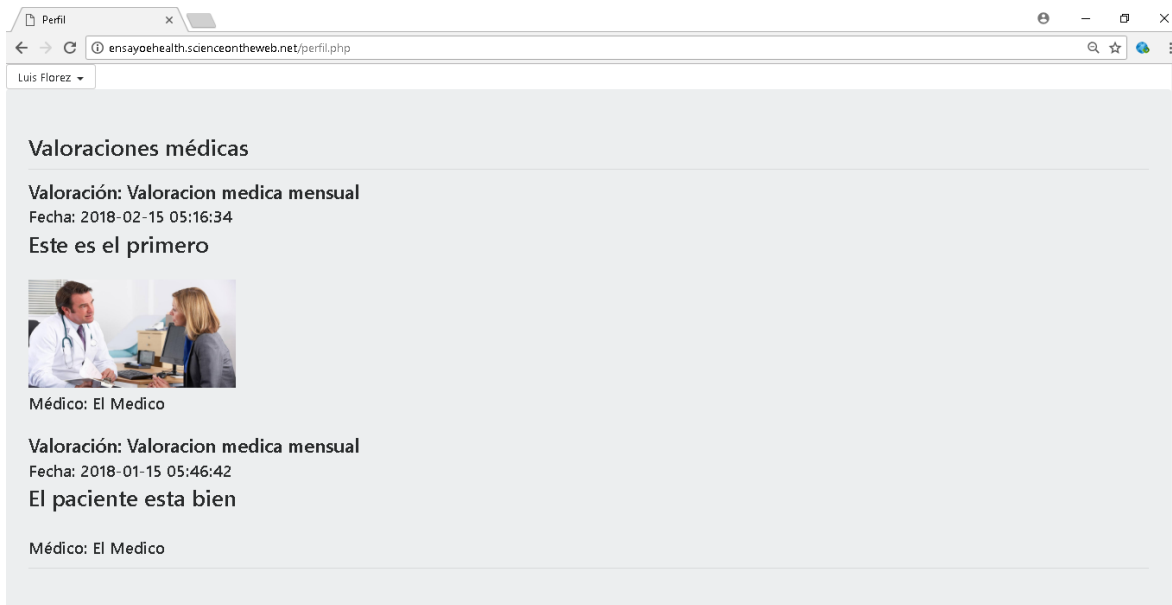 Perfil
ensayoehealth.scienceontheweb.net/perfil.php
Luis Florez
Valoraciones médicas
Valoración: Valoracion medica mensual
Fecha: 2018-02-15 05:16:34
Este es el primero
Médico: El Medico
Valoración: Valoracion medica mensual
Fecha: 2018-01-15 05:46:42
El paciente esta bien
Médico: El Medico